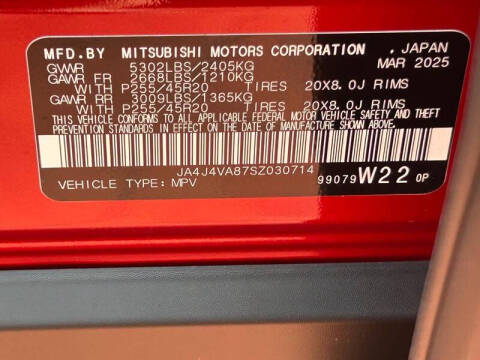 MFD.BY MITSUBISHI MOTORS CORPORATION , JAPAN
GVWR 5302LBS/2405KG MAR 2025
GAWR FR 2668LBS/1210KG
WITH P255/45R20 TIRES 20X8.0J RIMS
GAWR RR 3009LBS/1365KG
WITH P255/45R20 TIRES 20X8.0J RIMS
THIS VEHICLE CONFORMS TO ALL APPLICABLE FEDERAL MOTOR VEHICLE SAFETY AND THEFT
PREVENTION STANDARDS IN EFFECT ON THE DATE OF MANUFACTURE SHOWN ABOVE.
JA4J4VA87SZ030714
VEHICLE TYPE: MPV 99079 W22 0P